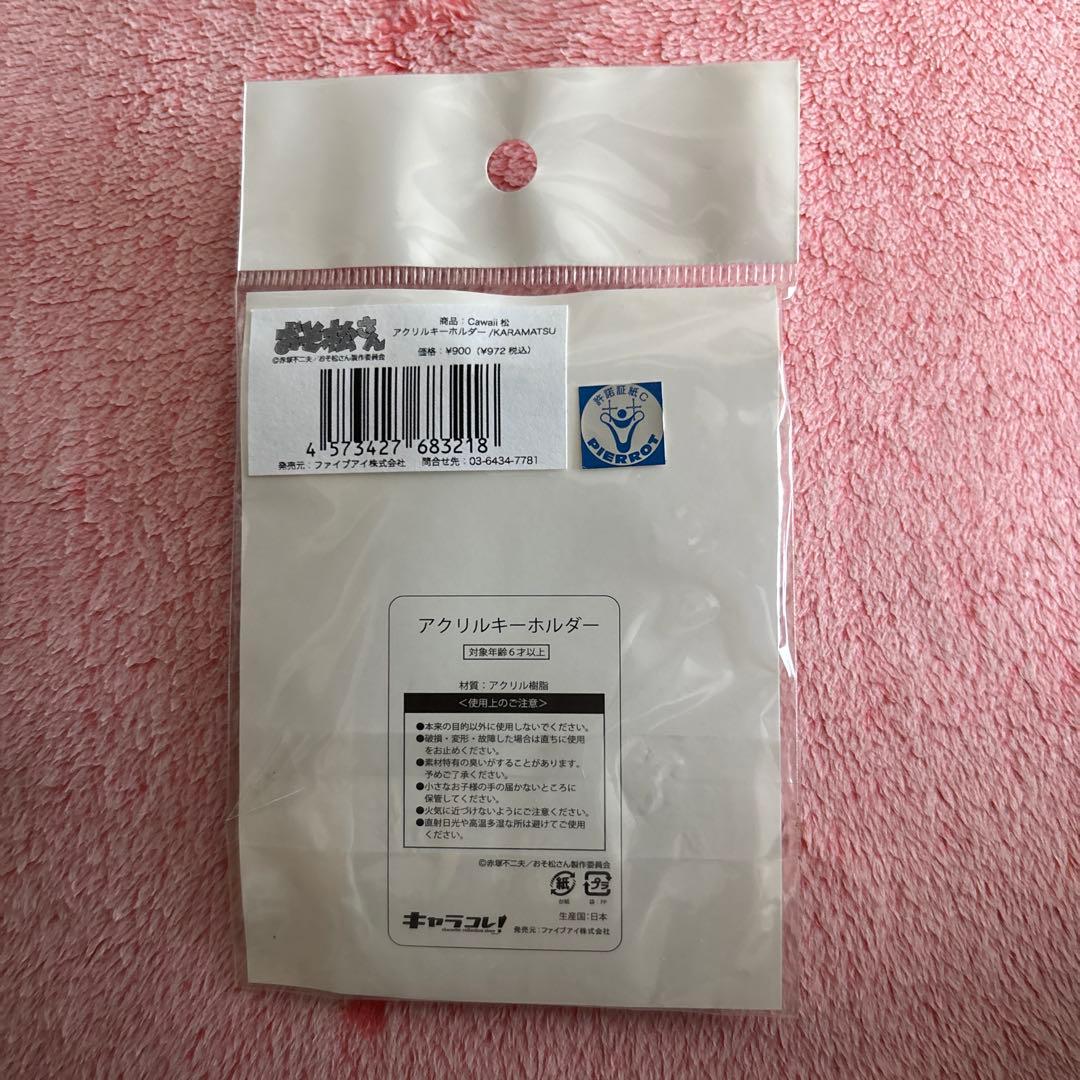 おそ松さん
©赤塚不二夫／おそ松さん製作委員会
商品：Cawaii 松
アクリルキーホルダー /KARAMATSU
価格：¥900（¥972 税込）
4 573427 683218
発売元：ファイブアイ株式会社　問合せ先：03-6434-7781
許諾証紙C
PIERROT
アクリルキーホルダー
対象年齢６才以上
材質：アクリル樹脂
＜使用上のご注意＞
●本来の目的以外に使用しないでください。
●破損・変形・故障した場合は直ちに使用
をお止めください。
●素材特有の臭いがすることがあります。
予めご了承ください。
●小さなお子様の手の届かないところに
保管してください。
●火気に近づけないようにご注意ください。
●直射日光や高温多湿な所は避けてご使用
ください。
©赤塚不二夫／おそ松さん製作委員会
紙
プラ
台紙
袋：PP
キャラコレ！
character collection store
生産国：日本
発売元：ファイブアイ株式会社